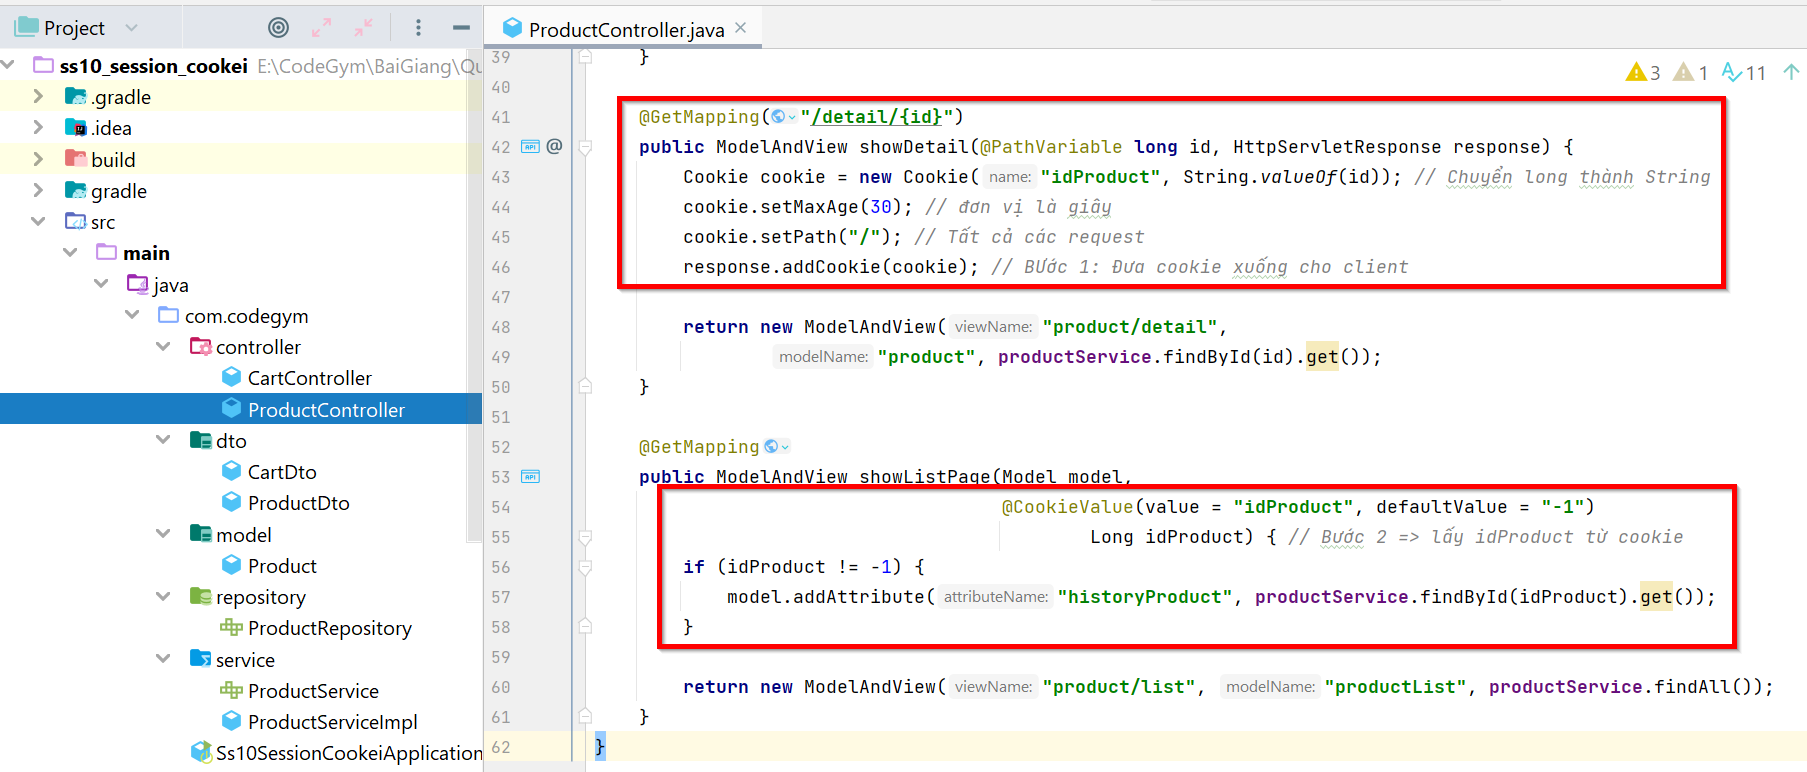 Project
ProductController.java
ss10_session_cookei E:\CodeGym\BaiGiang\Qu
.gradle
.idea
build
gradle
src
main
java
com.codegym
controller
CartController
ProductController
dto
CartDto
ProductDto
model
Product
repository
ProductRepository
service
ProductService
ProductServiceImpl
Ss10SessionCookeiApplication
3 1 11
39 }
40
41 @GetMapping("/detail/{id}")
42 API @ public ModelAndView showDetail(@PathVariable long id, HttpServletResponse response) {
43 Cookie cookie = new Cookie( name: "idProduct", String.valueOf(id)); // Chuyển long thành String
44 cookie.setMaxAge(30); // đơn vị là giây
45 cookie.setPath("/"); // Tất cả các request
46 response.addCookie(cookie); // BƯớc 1: Đưa cookie xuống cho client
47
48 return new ModelAndView( viewName: "product/detail",
49 modelName: "product", productService.findById(id).get());
50 }
51
52 @GetMapping
53 API public ModelAndView showListPage(Model model,
54 @CookieValue(value = "idProduct", defaultValue = "-1")
55 Long idProduct) { // Bước 2 => lấy idProduct từ cookie
56 if (idProduct != -1) {
57 model.addAttribute( attributeName: "historyProduct", productService.findById(idProduct).get());
58 }
59
60 return new ModelAndView( viewName: "product/list", modelName: "productList", productService.findAll());
61 }
62 }